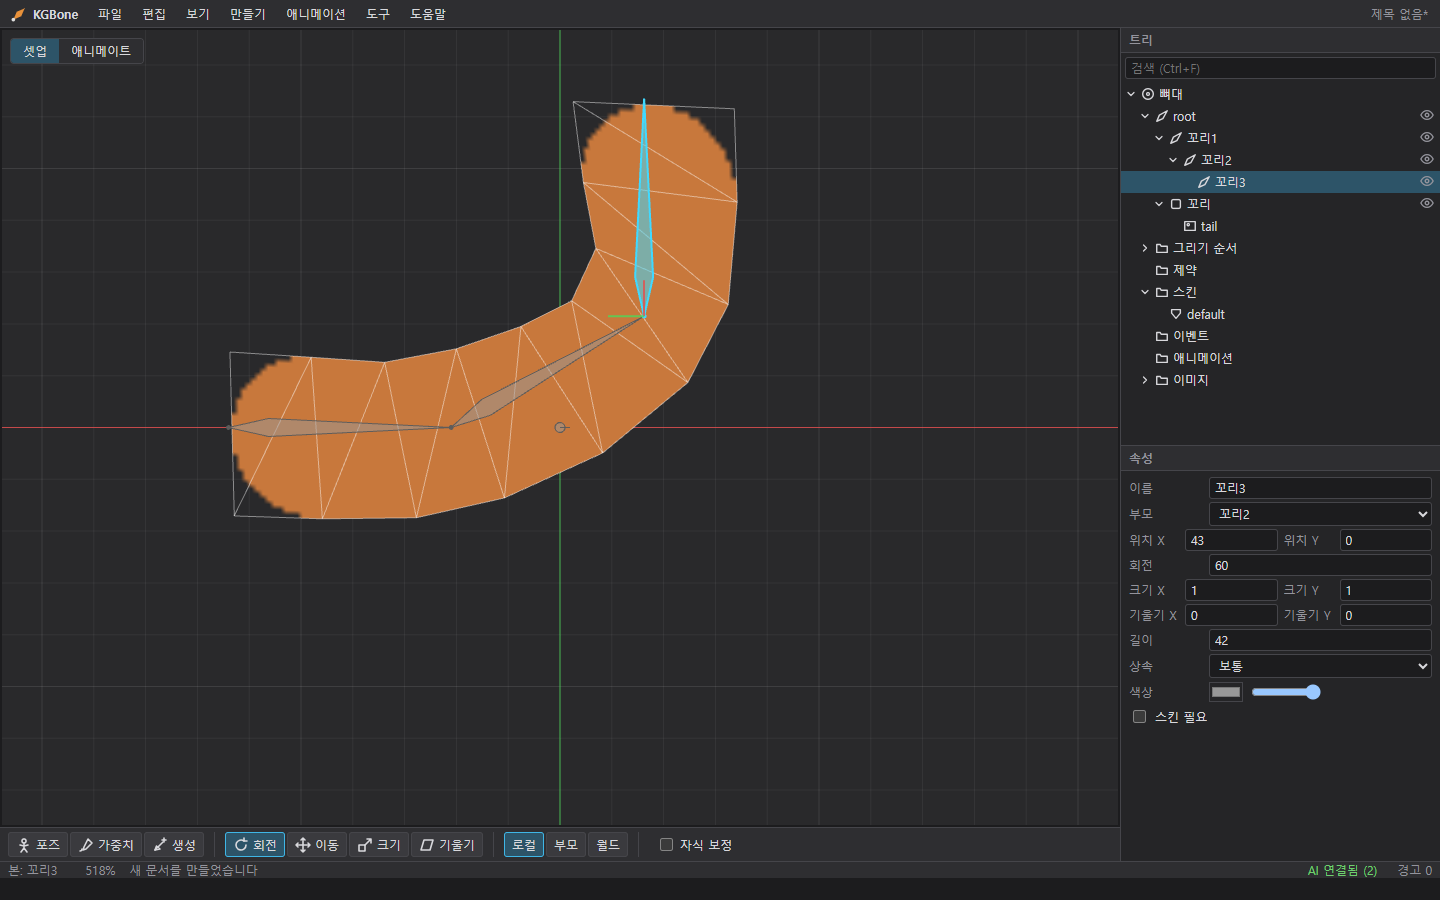 KGBone 파일 편집 보기 만들기 애니메이션 도구 도움말 제목 없음*
셋업 애니메이트
트리
검색 (Ctrl+F)
뼈대
root
꼬리1
꼬리2
꼬리3
꼬리
tail
그리기 순서
제약
스킨
default
이벤트
애니메이션
이미지
속성
이름 꼬리3
부모 꼬리2
위치 X 43 위치 Y 0
회전 60
크기 X 1 크기 Y 1
기울기 X 0 기울기 Y 0
길이 42
상속 보통
색상
스킨 필요
포즈 가중치 생성 회전 이동 크기 기울기 로컬 부모 월드 자식 보정
본: 꼬리3 518% 새 문서를 만들었습니다 AI 연결됨 (2) 경고 0